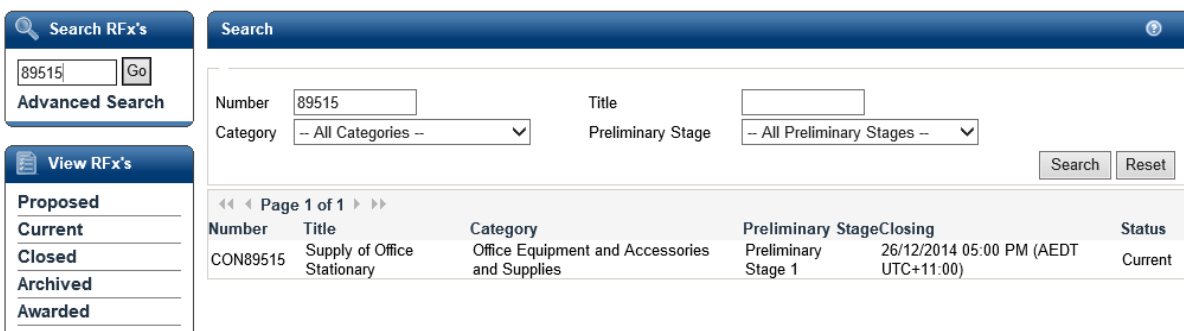 Search RFx's
89515 Go
Advanced Search
View RFx's
Proposed
Current
Closed
Archived
Awarded
Search
Number 89515 Title
Category -- All Categories -- Preliminary Stage -- All Preliminary Stages --
Search Reset
Page 1 of 1
Number Title Category Preliminary Stage Closing Status
CON89515 Supply of Office Stationary Office Equipment and Accessories and Supplies Preliminary Stage 1 26/12/2014 05:00 PM (AEDT UTC+11:00) Current